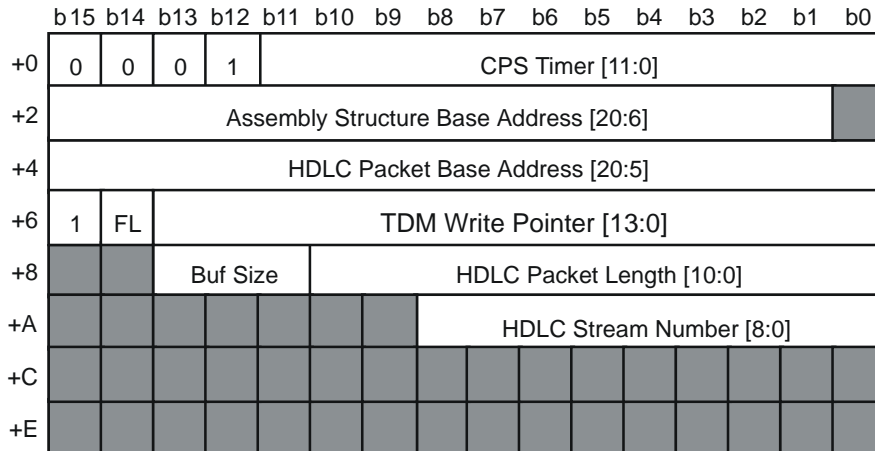 b15 b14 b13 b12 b11 b10 b9 b8 b7 b6 b5 b4 b3 b2 b1 b0
+0 0 0 0 1 CPS Timer [11:0]
+2 Assembly Structure Base Address [20:6]
+4 HDLC Packet Base Address [20:5]
+6 1 FL TDM Write Pointer [13:0]
+8 Buf Size HDLC Packet Length [10:0]
+A HDLC Stream Number [8:0]
+C
+E